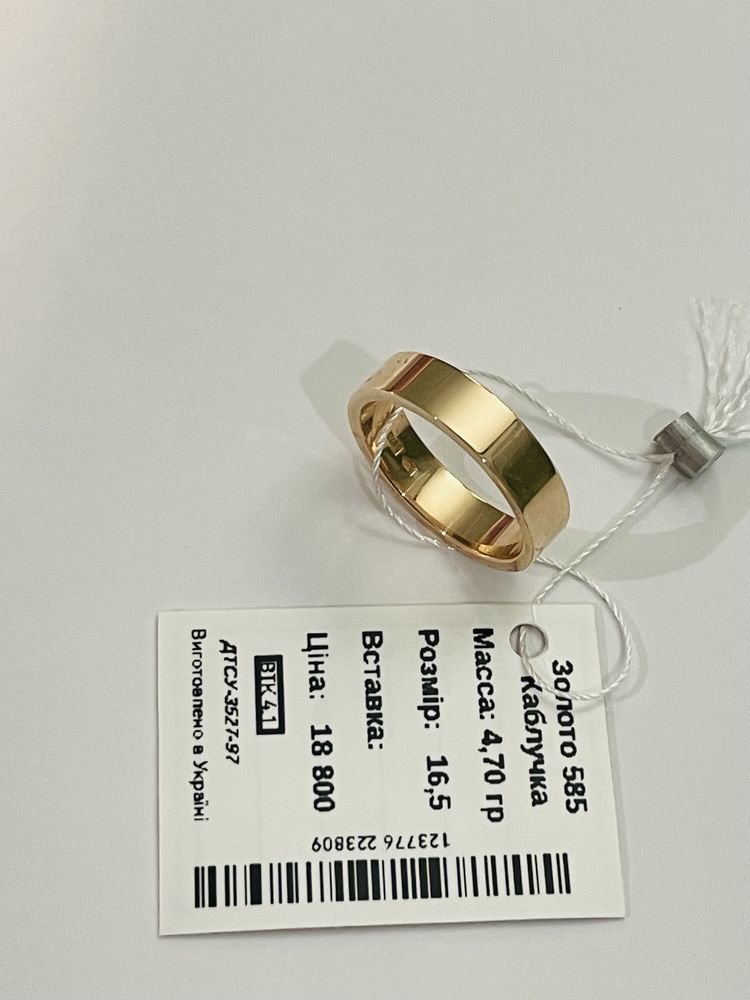 Золото 585
Каблучка
Масса: 4,70 гр
Розмір: 16,5
Вставка:
Ціна: 18 800
ВТК 4.1
ДТСУ-3527-97
Виготовлено в Україні
123776 223809